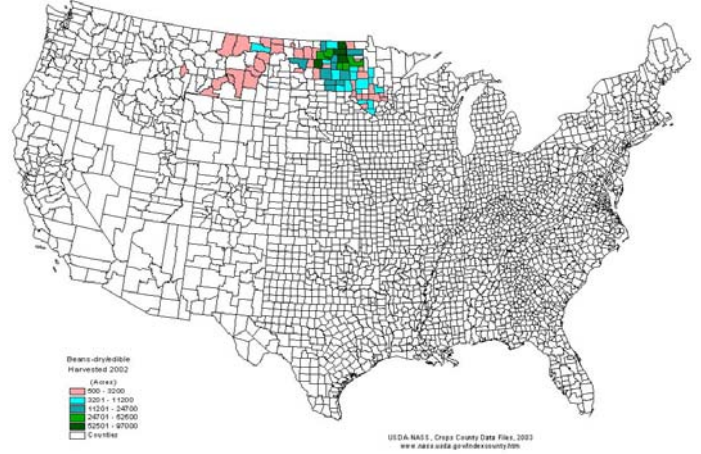 Beans-dry/edible
Harvested 2002
(Acres)
500 - 3200
3201 - 11200
11201 - 24700
24701 - 52500
52501 - 97000
Counties
USDA-NASS, Crops County Data Files, 2003
www.nass.usda.gov/indexcounty.htm